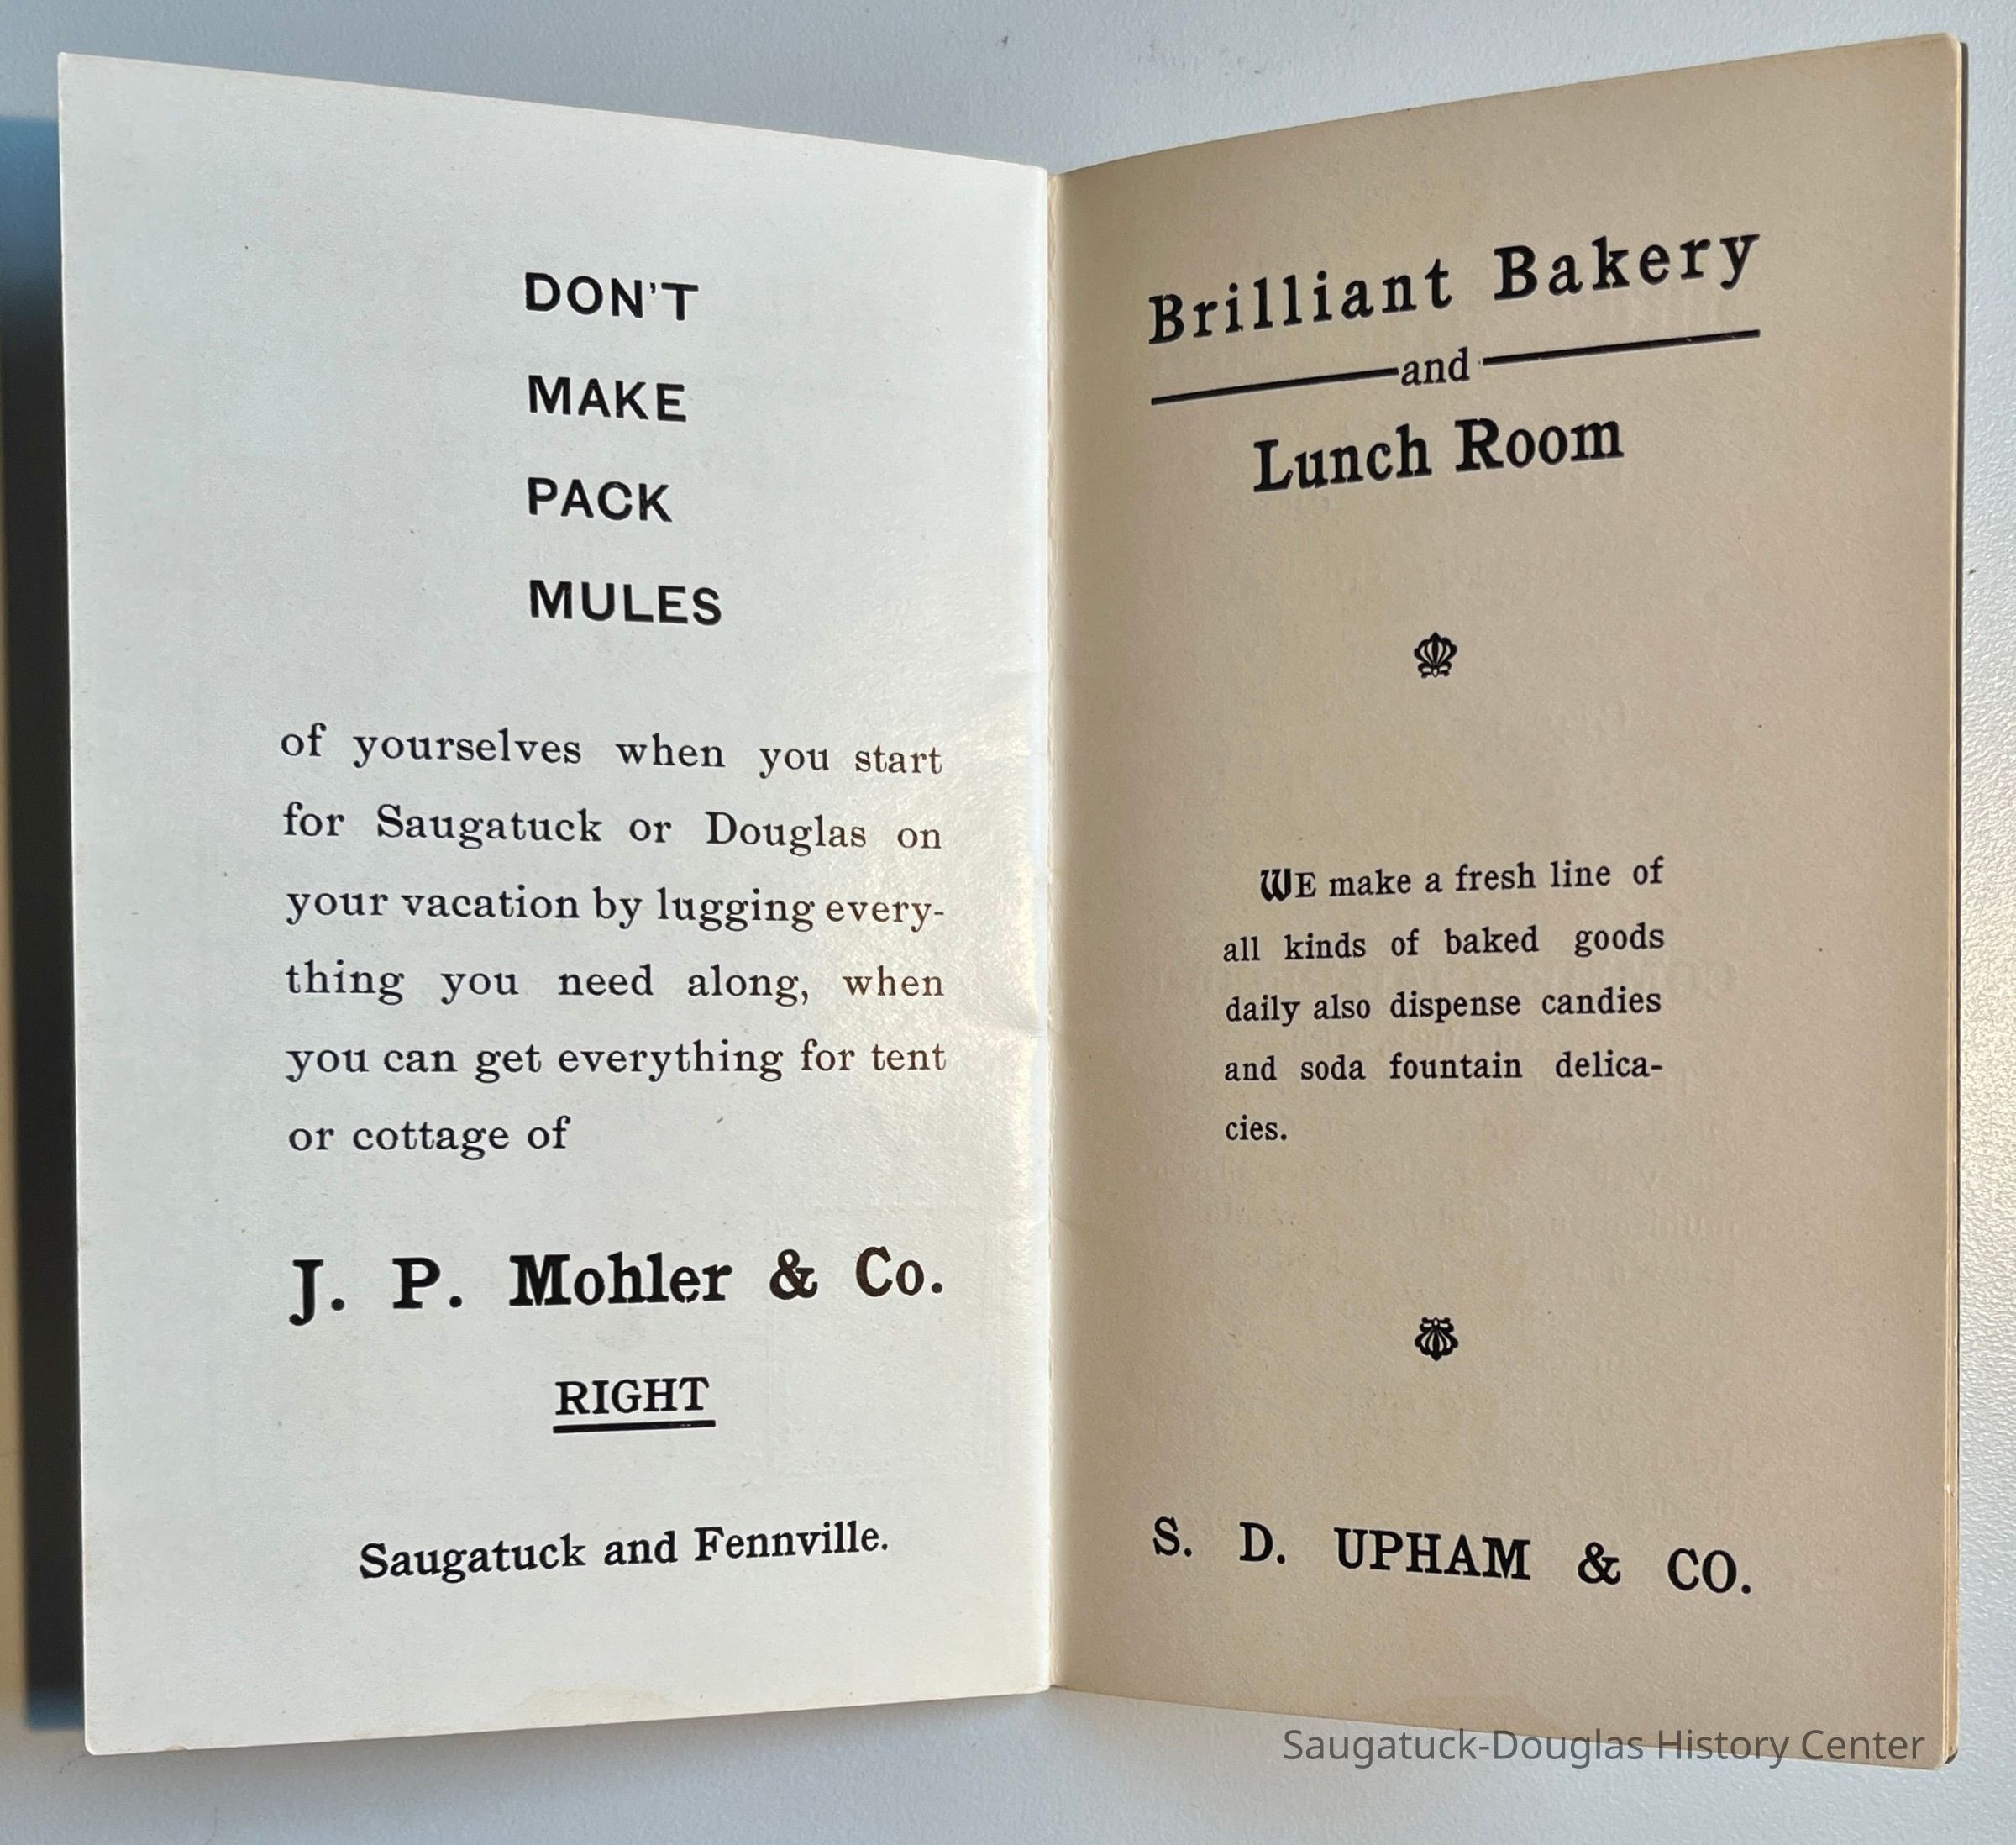 DON'T
MAKE
PACK
MULES
of yourselves when you start
for Saugatuck or Douglas on
your vacation by lugging every-
thing you need along, when
you can get everything for tent
or cottage of
J. P. Mohler & Co.
RIGHT
Saugatuck and Fennville.
Brilliant Bakery
and
Lunch Room
WE make a fresh line of
all kinds of baked goods
daily also dispense candies
and soda fountain delica-
cies.
S. D. UPHAM & CO.
Saugatuck-Douglas History Center